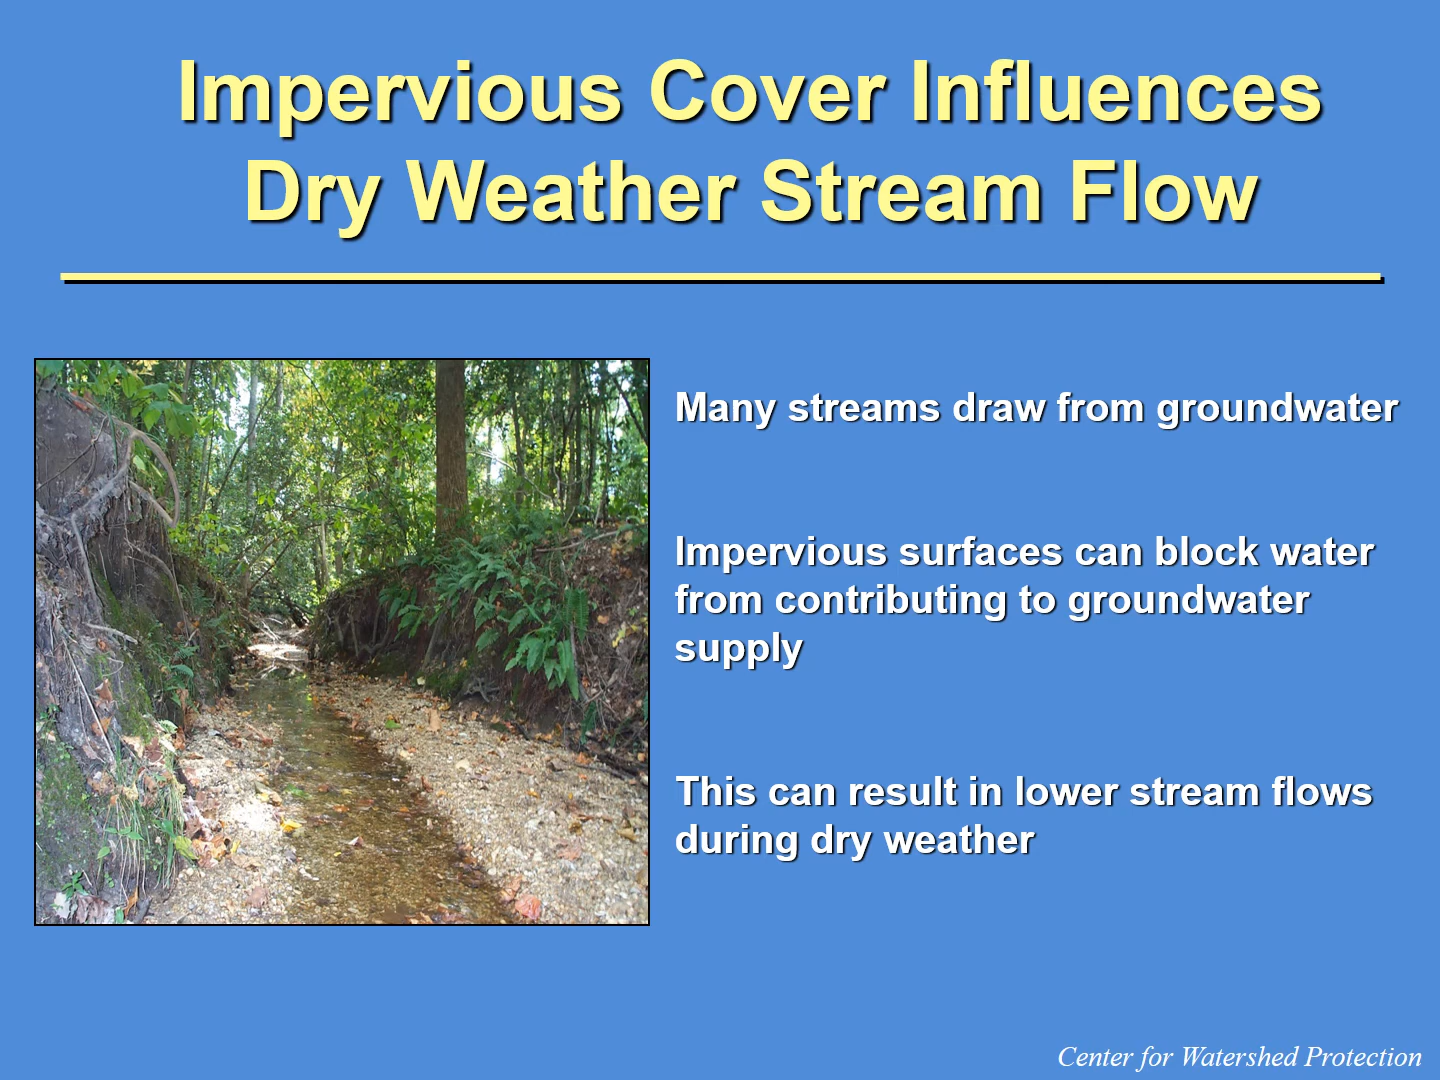 Impervious Cover Influences
Dry Weather Stream Flow
Many streams draw from groundwater
Impervious surfaces can block water
from contributing to groundwater
supply
This can result in lower stream flows
during dry weather
Center for Watershed Protection